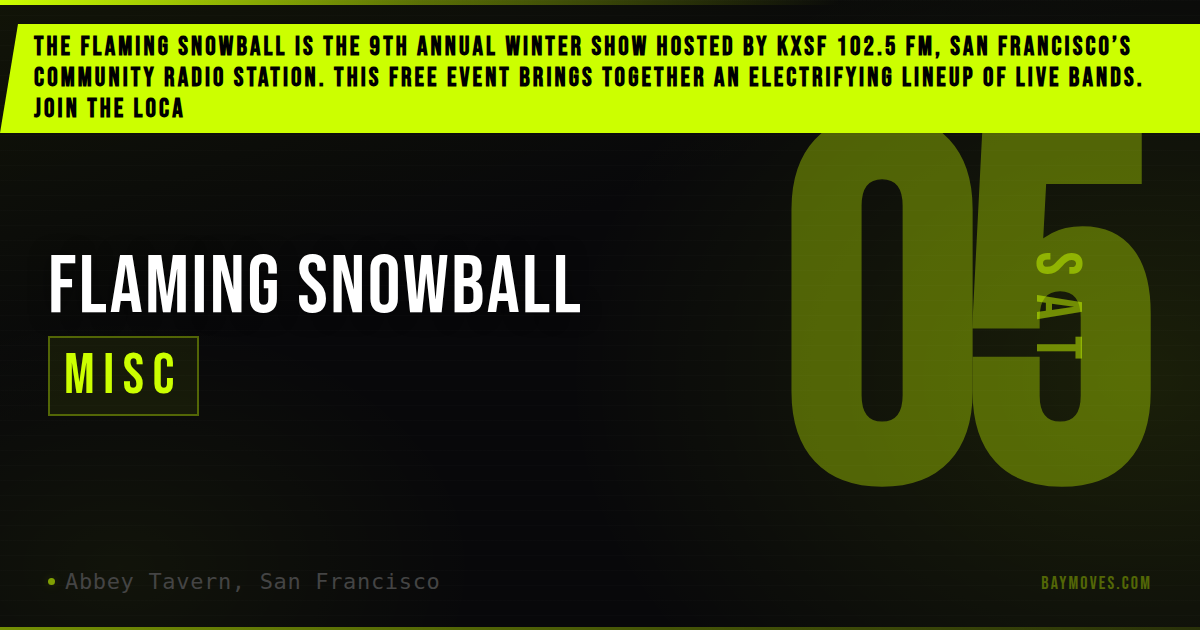 THE FLAMING SNOWBALL IS THE 9TH ANNUAL WINTER SHOW HOSTED BY KXSF 102.5 FM, SAN FRANCISCO’S
COMMUNITY RADIO STATION. THIS FREE EVENT BRINGS TOGETHER AN ELECTRIFYING LINEUP OF LIVE BANDS.
JOIN THE LOCA
05
SAT
FLAMING SNOWBALL
MISC
Abbey Tavern, San Francisco
BAYMOVES.COM